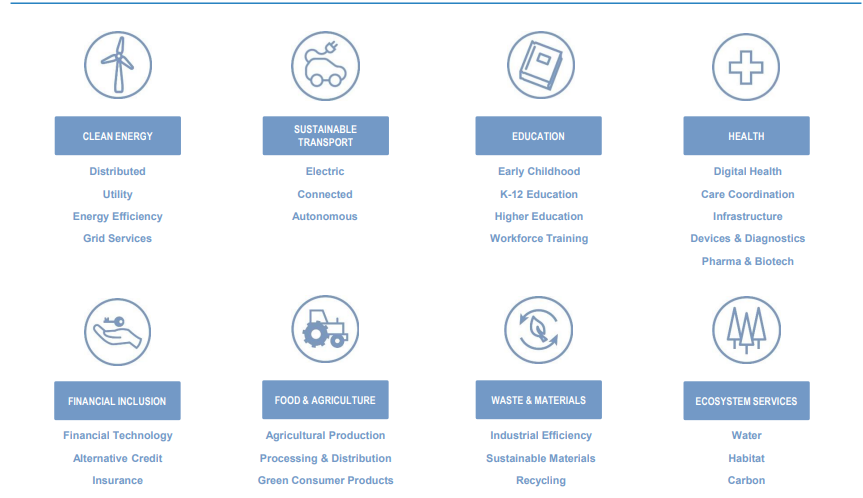 CLEAN ENERGY
Distributed
Utility
Energy Efficiency
Grid Services
SUSTAINABLE
TRANSPORT
Electric
Connected
Autonomous
EDUCATION
Early Childhood
K-12 Education
Higher Education
Workforce Training
HEALTH
Digital Health
Care Coordination
Infrastructure
Devices & Diagnostics
Pharma & Biotech
FINANCIAL INCLUSION
Financial Technology
Alternative Credit
Insurance
FOOD & AGRICULTURE
Agricultural Production
Processing & Distribution
Green Consumer Products
WASTE & MATERIALS
Industrial Efficiency
Sustainable Materials
Recycling
ECOSYSTEM SERVICES
Water
Habitat
Carbon